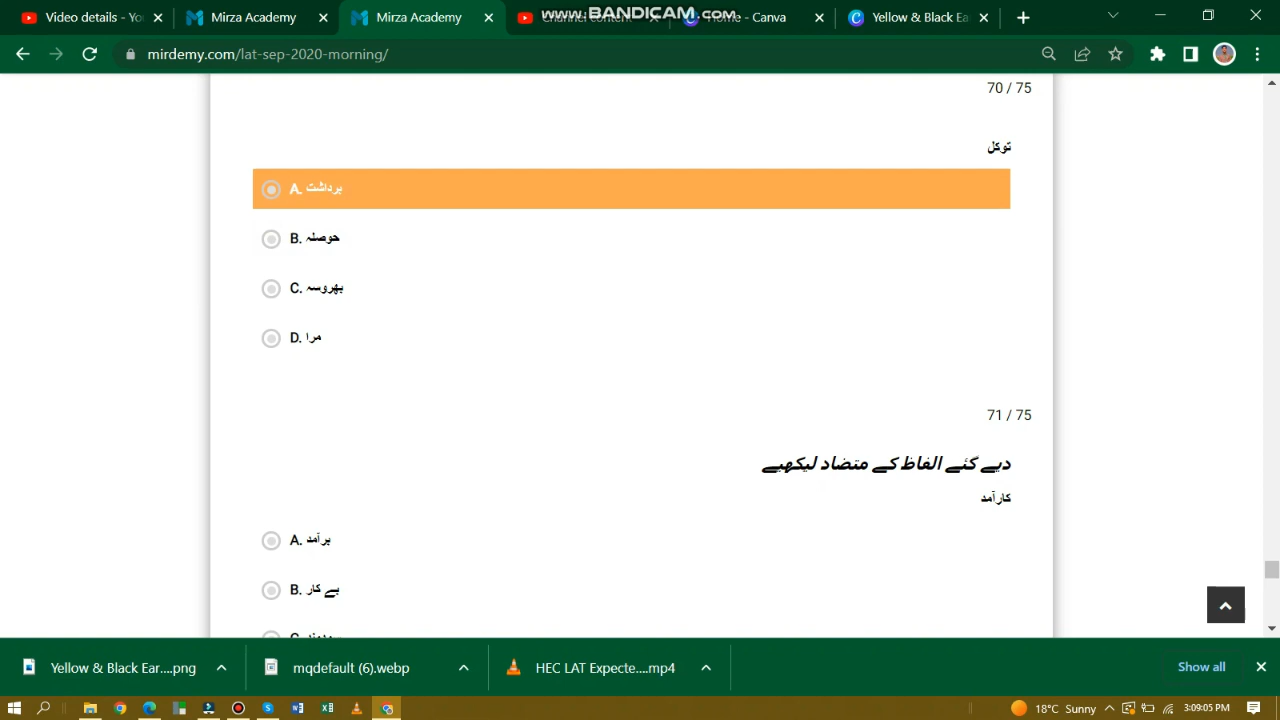 Video details - Yo
Mirza Academy
Mirza Academy
Channel content
www.BANDICAM.com
Home - Canva
Yellow & Black Ea
mirdemy.com/lat-sep-2020-morning/
70 / 75
توکل
A. برداشت
B. حوصلہ
C. بھروسہ
D. مرا
71 / 75
دیے گئے الفاظ کے متضاد لیکھیے
کارآمد
A. برآمد
B. بے کار
Yellow & Black Ear....png
mqdefault (6).webp
HEC LAT Expecte....mp4
Show all
18°C Sunny
3:09:05 PM